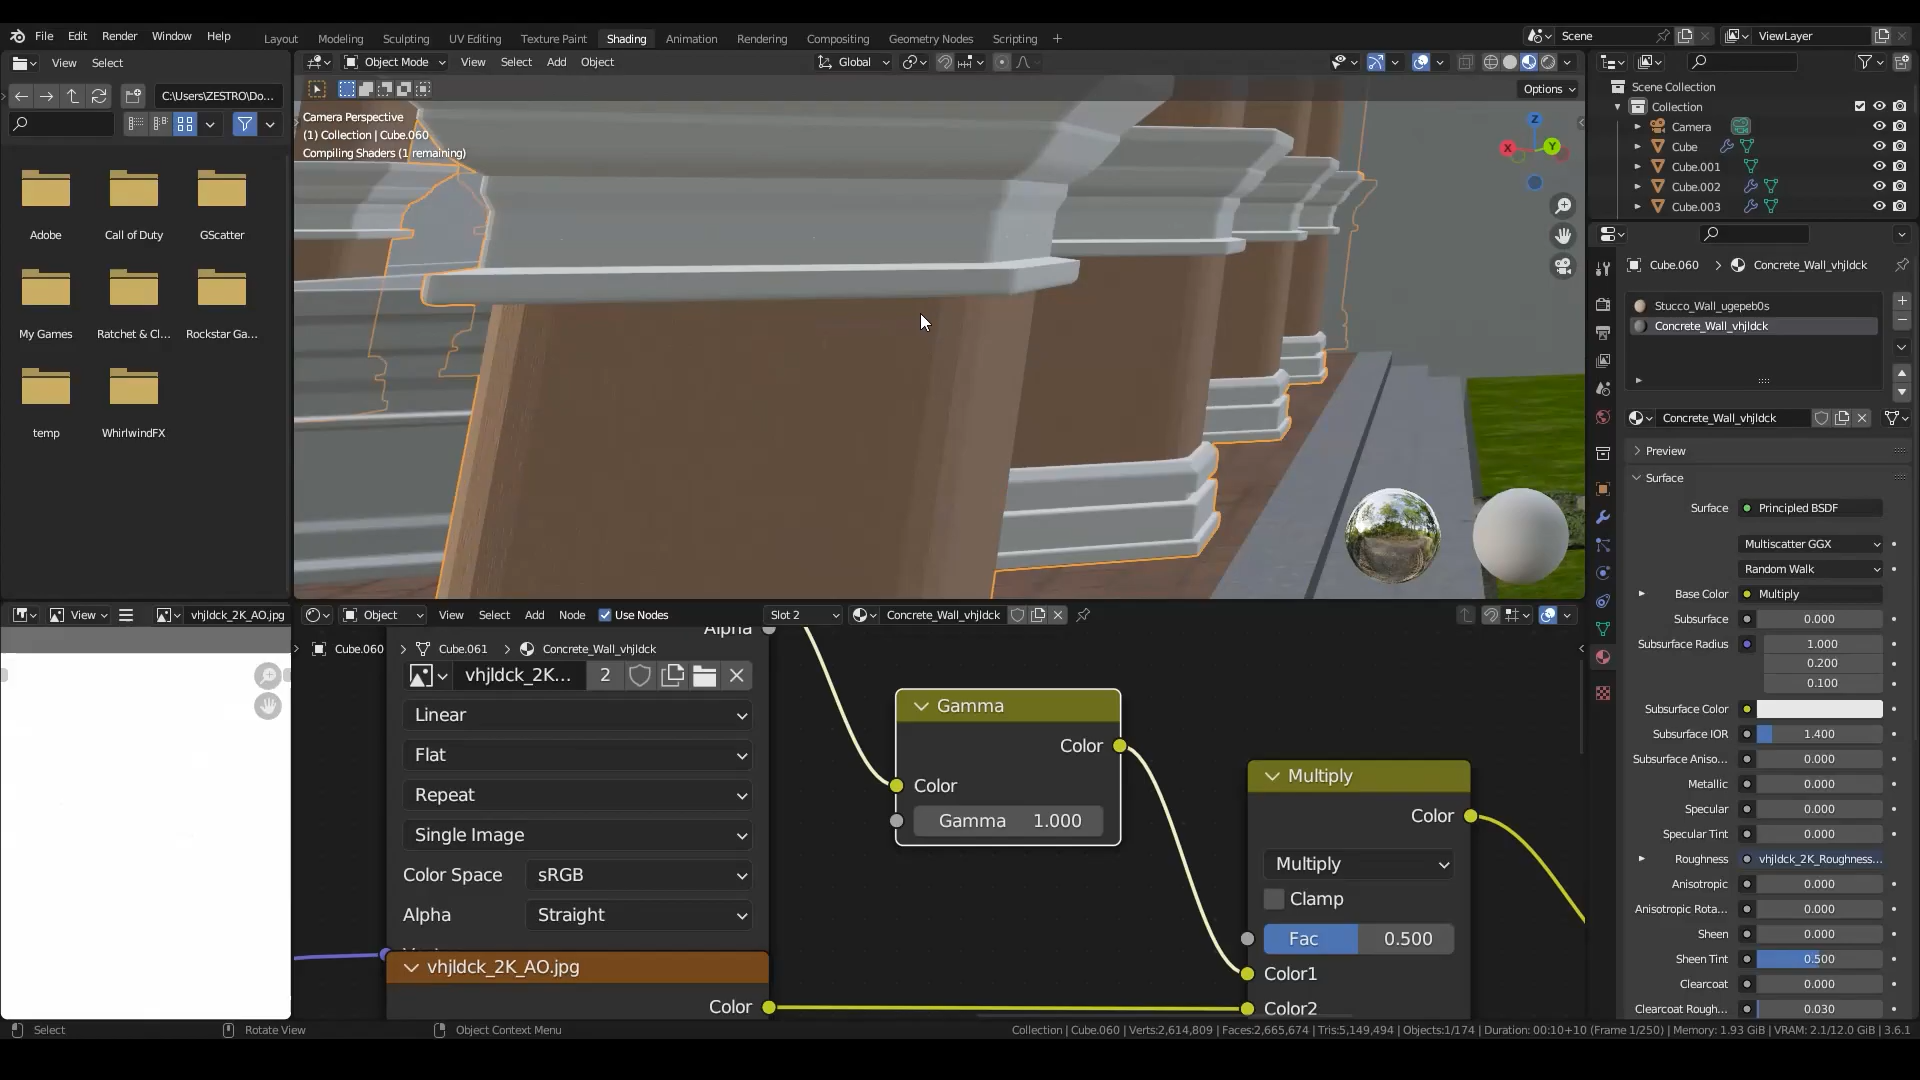 File Edit Render Window Help
Layout Modeling Sculpting UV Editing Texture Paint Shading Animation Rendering Compositing Geometry Nodes Scripting +
Scene
ViewLayer
View Select
Object Mode View Select Add Object
Global
Options
C:\Users\ZESTRO\Do...
Adobe
Call of Duty
GScatter
My Games
Ratchet & Cl...
Rockstar Ga...
temp
WhirlwindFX
Camera Perspective
(1) Collection | Cube.060
Compiling Shaders (1 remaining)
Z
X
Y
Scene Collection
Collection
Camera
Cube
Cube.001
Cube.002
Cube.003
Cube.060 > Concrete_Wall_vhjldck
Stucco_Wall_ugepeb0s
Concrete_Wall_vhjldck
Concrete_Wall_vhjldck
Preview
Surface
Surface Principled BSDF
Multiscatter GGX
Random Walk
Base Color Multiply
Subsurface 0.000
Subsurface Radius 1.000
0.200
0.100
Subsurface Color
Subsurface IOR 1.400
Subsurface Aniso... 0.000
Metallic 0.000
Specular 0.000
Specular Tint 0.000
Roughness vhjldck_2K_Roughness...
Anisotropic 0.000
Anisotropic Rota... 0.000
Sheen 0.000
Sheen Tint 0.500
Clearcoat 0.000
Clearcoat Rough... 0.030
View vhjldck_2K_AO.jpg
Object View Select Add Node Use Nodes Slot 2 Concrete_Wall_vhjldck
Alpha
Cube.060 > Cube.061 > Concrete_Wall_vhjldck
vhjldck_2K... 2
Linear
Flat
Repeat
Single Image
Color Space sRGB
Alpha Straight
vhjldck_2K_AO.jpg
Color
Gamma
Color
Color
Gamma 1.000
Multiply
Color
Multiply
Clamp
Fac 0.500
Color1
Color2
Select Rotate View Object Context Menu
Collection | Cube.060 | Verts:2,614,809 | Faces:2,665,674 | Tris:5,149,494 | Objects:1/174 | Duration: 00:10+10 (Frame 1/250) | Memory: 1.93 GiB | VRAM: 2.1/12.0 GiB | 3.6.1